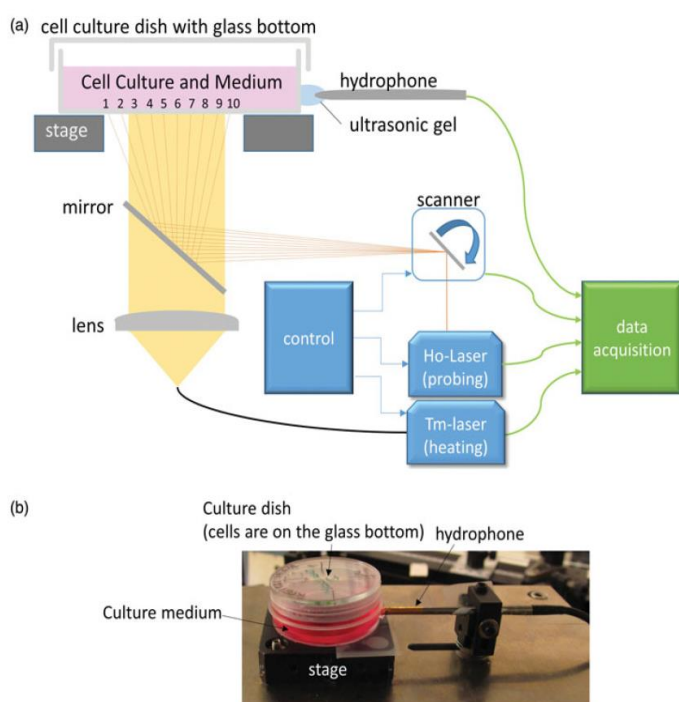 (a)
cell culture dish with glass bottom
Cell Culture and Medium
1 2 3 4 5 6 7 8 9 10
hydrophone
ultrasonic gel
stage
mirror
scanner
lens
control
Ho-Laser
(probing)
data
acquisition
Tm-laser
(heating)
(b)
Culture dish
(cells are on the glass bottom)
hydrophone
Culture medium
stage